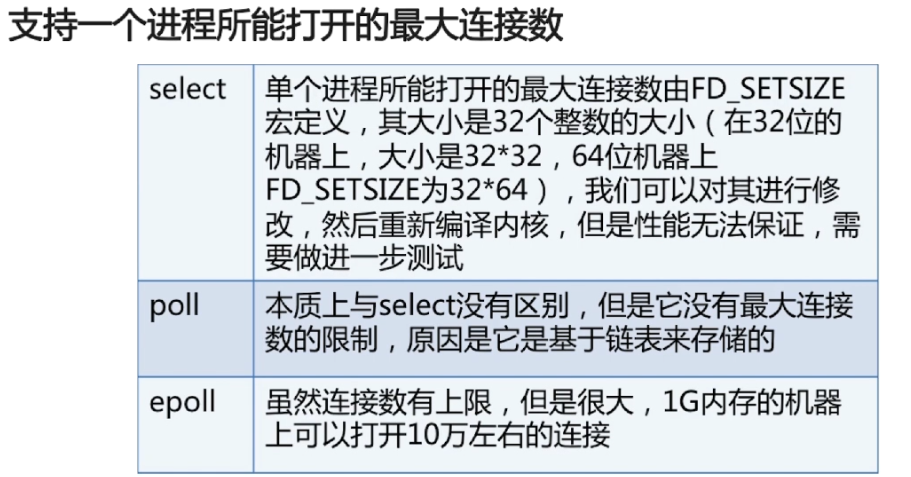 支持一个进程所能打开的最大连接数
select
单个进程所能打开的最大连接数由FD_SETSIZE
宏定义，其大小是32个整数的大小（在32位的
机器上，大小是32*32，64位机器上
FD_SETSIZE为32*64），我们可以对其进行修
改，然后重新编译内核，但是性能无法保证，需
要做进一步测试
poll
本质上与select没有区别，但是它没有最大连接
数的限制，原因是它是基于链表来存储的
epoll
虽然连接数有上限，但是很大，1G内存的机器
上可以打开10万左右的连接